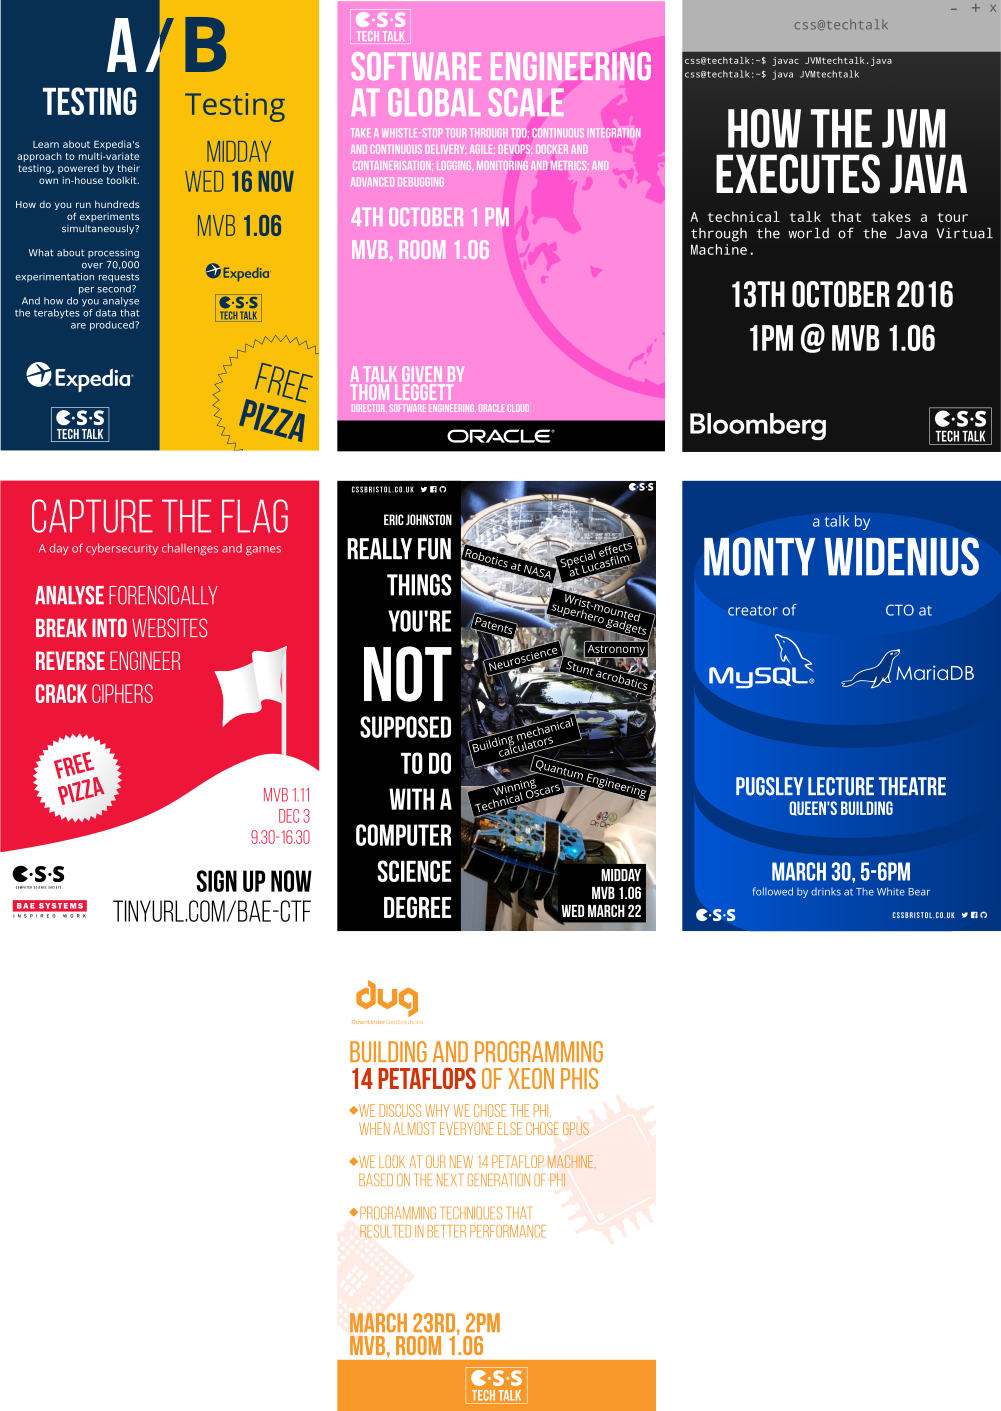 A/B
TESTING
Testing
Learn about Expedia's
approach to multi-variate
testing, powered by their
own in-house toolkit.
How do you run hundreds
of experiments
simultaneously?
What about processing
over 70,000
experimentation requests
per second?
And how do you analyse
the terabytes of data that
are produced?
Expedia
C·S·S
TECH TALK
MIDDAY
WED 16 NOV
MVB 1.06
Expedia
C·S·S
TECH TALK
FREE
PIZZA
C·S·S
TECH TALK
SOFTWARE ENGINEERING
AT GLOBAL SCALE
TAKE A WHISTLE-STOP TOUR THROUGH TDD; CONTINUOUS INTEGRATION
AND CONTINUOUS DELIVERY; AGILE; DEVOPS; DOCKER AND
CONTAINERISATION; LOGGING, MONITORING AND METRICS; AND
ADVANCED DEBUGGING
4TH OCTOBER 1 PM
MVB, ROOM 1.06
A TALK GIVEN BY
THOM LEGGETT
DIRECTOR, SOFTWARE ENGINEERING, ORACLE CLOUD
ORACLE®
- + x
css@techtalk
css@techtalk:~$ javac JVMtechtalk.java
css@techtalk:~$ java JVMtechtalk
HOW THE JVM
EXECUTES JAVA
A technical talk that takes a tour
through the world of the Java Virtual
Machine.
13TH OCTOBER 2016
1PM @ MVB 1.06
Bloomberg
C·S·S
TECH TALK
CAPTURE THE FLAG
A day of cybersecurity challenges and games
ANALYSE FORENSICALLY
BREAK INTO WEBSITES
REVERSE ENGINEER
CRACK CIPHERS
FREE
PIZZA
MVB 1.11
DEC 3
9.30-16.30
C·S·S
COMPUTER SCIENCE SOCIETY
BAE SYSTEMS
INSPIRED WORK
SIGN UP NOW
TINYURL.COM/BAE-CTF
CSSBRISTOL.CO.UK
C·S·S
ERIC JOHNSTON
REALLY FUN
THINGS
YOU'RE
NOT
SUPPOSED
TO DO
WITH A
COMPUTER
SCIENCE
DEGREE
Robotics at NASA
Special effects
at Lucasfilm
Wrist-mounted
superhero gadgets
Patents
Neuroscience
Astronomy
Stunt acrobatics
Building mechanical
calculators
Quantum Engineering
Winning
Technical Oscars
MIDDAY
MVB 1.06
WED MARCH 22
a talk by
MONTY WIDENIUS
creator of
MySQL®
CTO at
MariaDB
PUGSLEY LECTURE THEATRE
QUEEN'S BUILDING
MARCH 30, 5-6PM
followed by drinks at The White Bear
C·S·S
CSSBRISTOL.CO.UK
dug
DownUnder GeoSolutions
BUILDING AND PROGRAMMING
14 PETAFLOPS OF XEON PHIS
◆WE DISCUSS WHY WE CHOSE THE PHI,
WHEN ALMOST EVERYONE ELSE CHOSE GPUS
◆WE LOOK AT OUR NEW 14 PETAFLOP MACHINE,
BASED ON THE NEXT GENERATION OF PHI
◆PROGRAMMING TECHNIQUES THAT
RESULTED IN BETTER PERFORMANCE
MARCH 23RD, 2PM
MVB, ROOM 1.06
C·S·S
TECH TALK